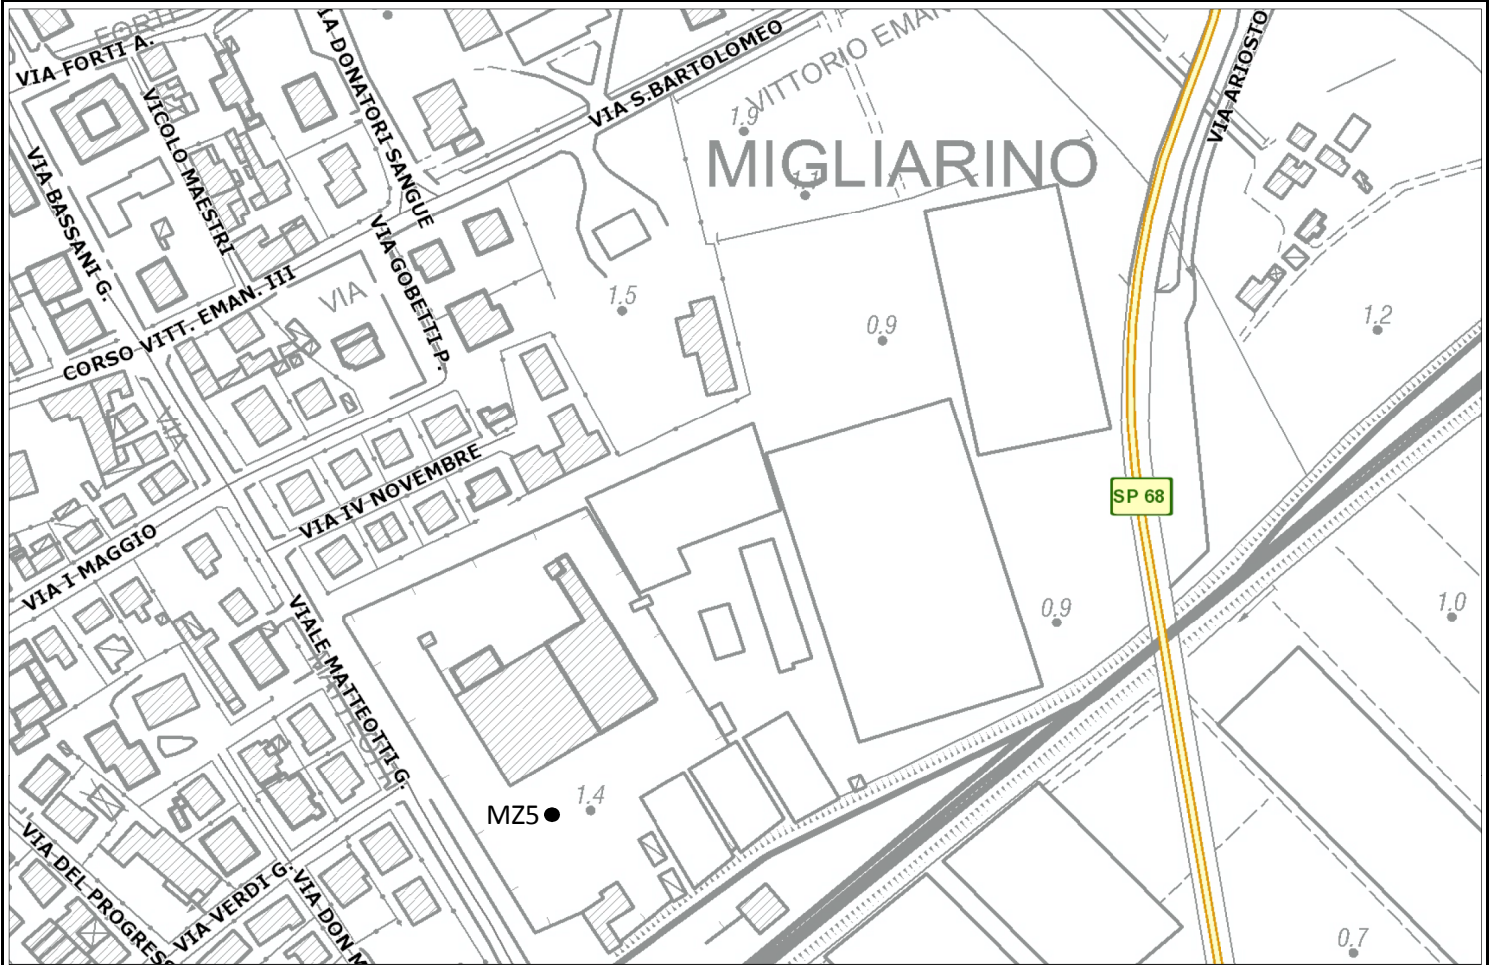 FORTI
VIA FORTI A.
VIA DONATORI SANGUE
VIA S.BARTOLOMEO
VITTORIO EMAN
VIA ARIOSTO
VICOLO MAESTRI
1.9
MIGLIARINO
1.1
VIA BASSANI G.
VIA GOBETTI P.
CORSO VITT. EMAN. III
VIA
1.5
0.9
1.2
VIA
VIA IV NOVEMBRE
SP 68
VIA I MAGGIO
VIALE MATTEOTTI G.
0.9
1.0
1.4
MZ5
VIA DEL PROGRESS
VIA VERDI G.
VIA DON M
0.7